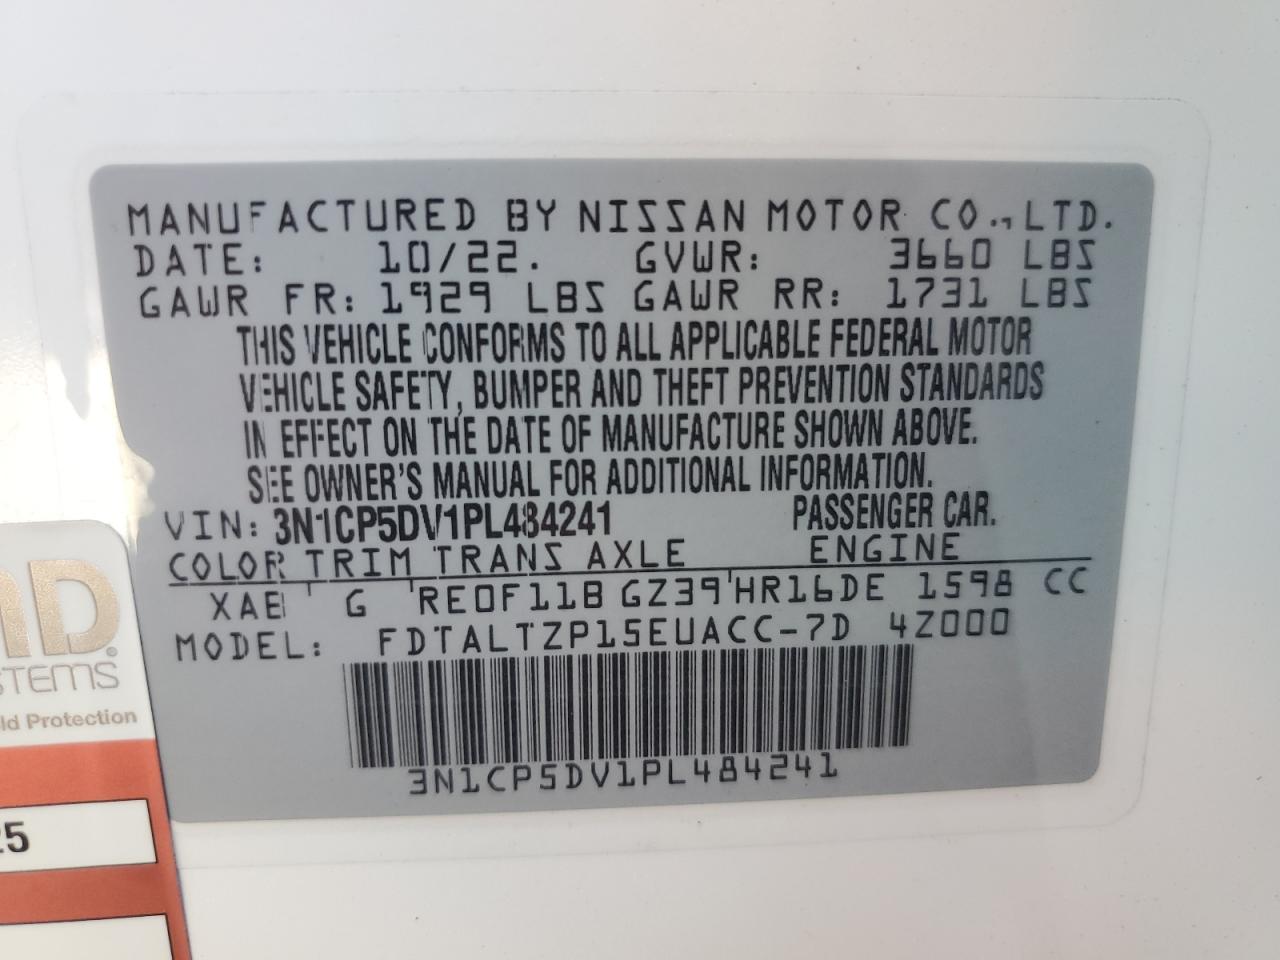 MANUFACTURED BY NISSAN MOTOR CO., LTD.
DATE: 10/22. GVWR: 3660 LBS
GAWR FR: 1929 LBS GAWR RR: 1731 LBS
THIS VEHICLE CONFORMS TO ALL APPLICABLE FEDERAL MOTOR
VEHICLE SAFETY, BUMPER AND THEFT PREVENTION STANDARDS
IN EFFECT ON THE DATE OF MANUFACTURE SHOWN ABOVE.
SEE OWNER'S MANUAL FOR ADDITIONAL INFORMATION.
VIN: 3N1CP5DV1PL484241 PASSENGER CAR.
COLOR TRIM TRANS AXLE ENGINE
XAB G RE0F11B GZ39 HR16DE 1598 CC
MODEL: FDTALTZP15EUACC-7D 4Z000
3N1CP5DV1PL484241
D®
STEMS
ld Protection
25